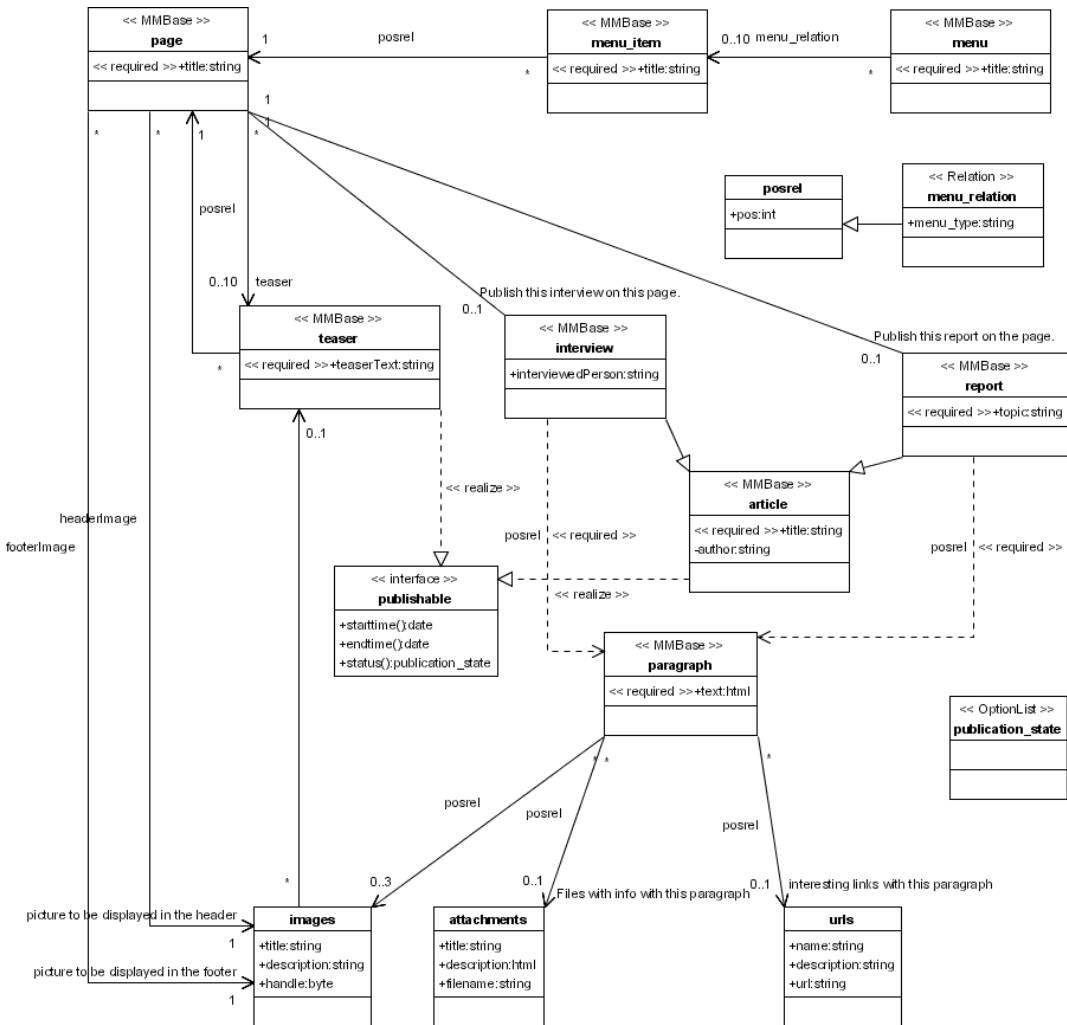 << MMBase >>
page
<< required >>+title:string
1
posrel
*
<< MMBase >>
menu_item
<< required >>+title:string
0..10
menu_relation
*
<< MMBase >>
menu
<< required >>+title:string
*
*
1
*
1
1
posrel
0..10
teaser
posrel
+pos:int
<< Relation >>
menu_relation
+menu_type:string
Publish this interview on this page.
0..1
Publish this report on the page.
0..1
<< MMBase >>
teaser
<< required >>+teaserText:string
*
0..1
<< MMBase >>
interview
+interviewedPerson:string
<< MMBase >>
report
<< required >>+topic:string
<< realize >>
<< MMBase >>
article
<< required >>+title:string
-author:string
headerImage
footerImage
posrel
<< required >>
posrel
<< required >>
<< interface >>
publishable
+starttime():date
+endtime():date
+status():publication_state
<< realize >>
<< MMBase >>
paragraph
<< required >>+text:html
<< OptionList >>
publication_state
*
*
*
posrel
posrel
posrel
*
0..3
0..1
Files with info with this paragraph
0..1
interesting links with this paragraph
picture to be displayed in the header
1
picture to be displayed in the footer
1
images
+title:string
+description:string
+handle:byte
attachments
+title:string
+description:html
+filename:string
urls
+name:string
+description:string
+url:string